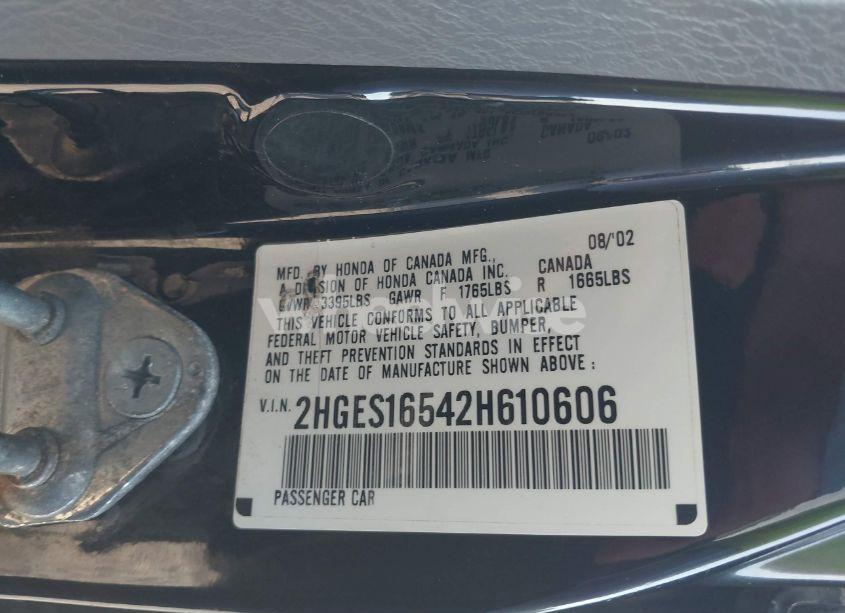 08/'02
MFD. BY HONDA OF CANADA MFG.,
A DIVISION OF HONDA CANADA INC. CANADA
GVWR 3395LBS GAWR F 1765LBS R 1665LBS
THIS VEHICLE CONFORMS TO ALL APPLICABLE
FEDERAL MOTOR VEHICLE SAFETY, BUMPER,
AND THEFT PREVENTION STANDARDS IN EFFECT
ON THE DATE OF MANUFACTURE SHOWN ABOVE:
V.I.N. 2HGES16542H610606
PASSENGER CAR